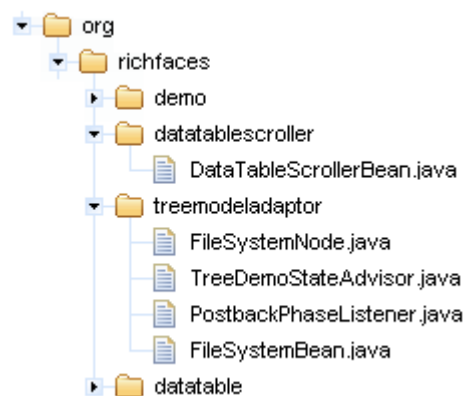 org
richfaces
demo
datatablescroller
DataTableScrollerBean.java
treemodeladaptor
FileSystemNode.java
TreeDemoStateAdvisor.java
PostbackPhaseListener.java
FileSystemBean.java
datatable